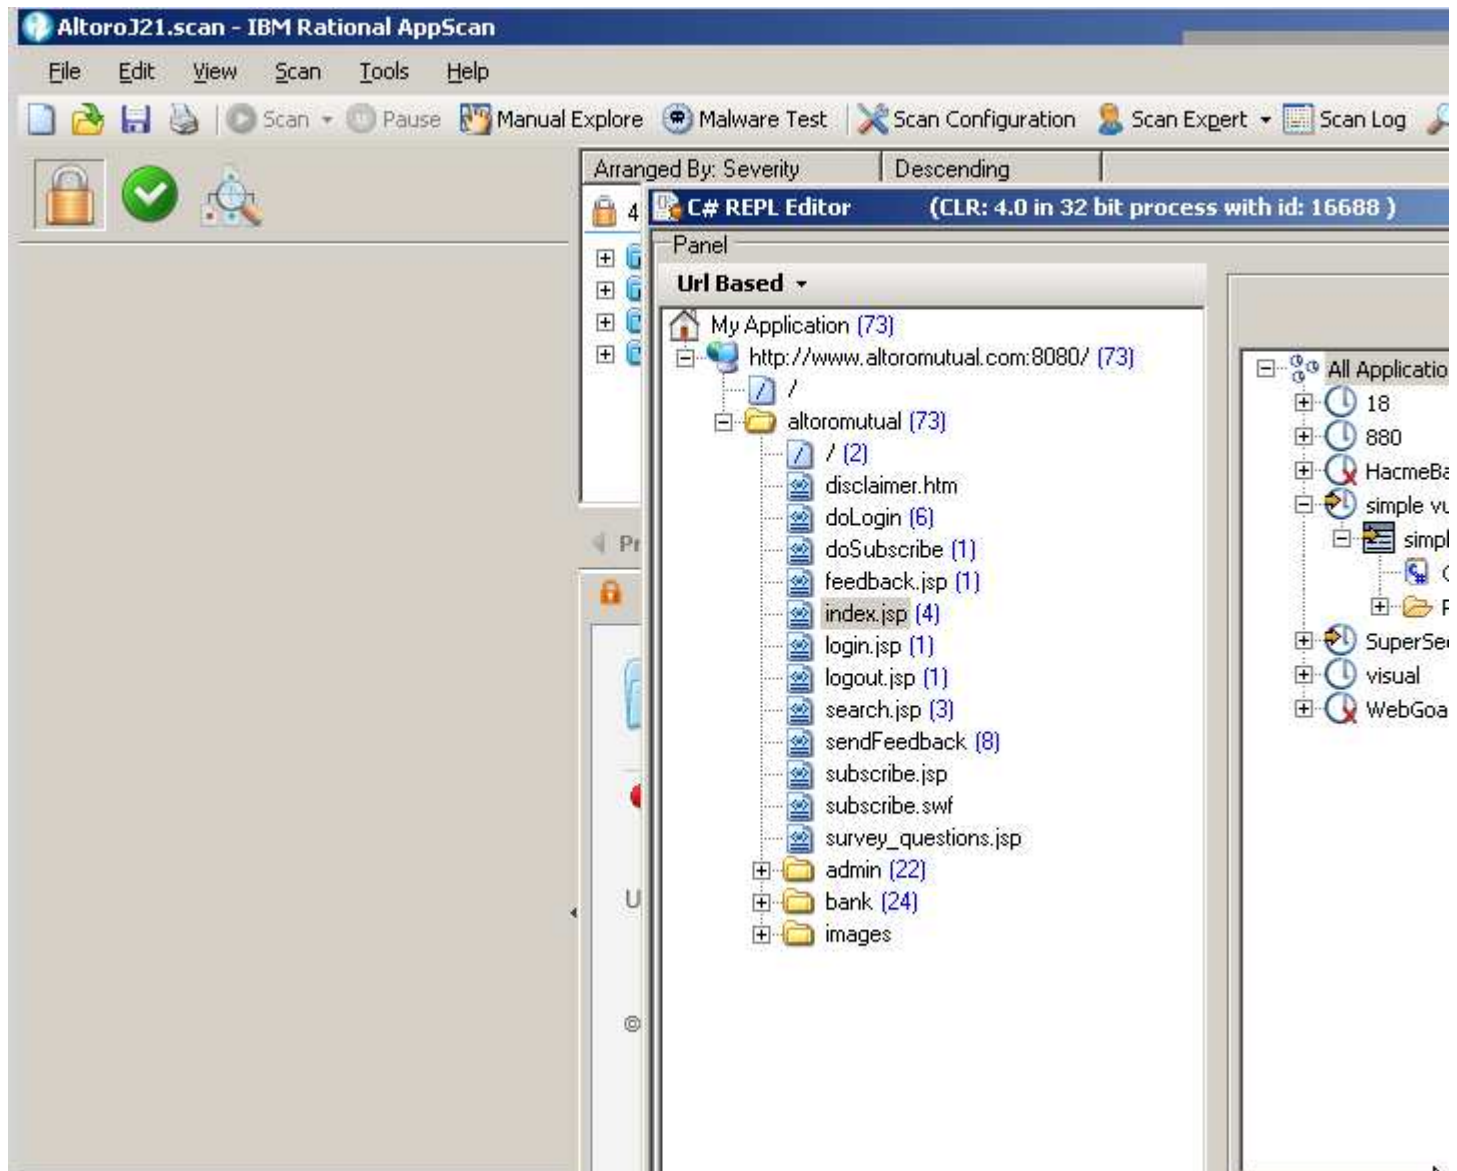 AltoroJ21.scan - IBM Rational AppScan
File Edit View Scan Tools Help
Scan Pause Manual Explore Malware Test Scan Configuration Scan Expert Scan Log
Arranged By: Severity Descending
4
C# REPL Editor (CLR: 4.0 in 32 bit process with id: 16688 )
Panel
Url Based
My Application (73)
http://www.altoromutual.com:8080/ (73)
/
altoromutual (73)
/ (2)
disclaimer.htm
doLogin (6)
doSubscribe (1)
feedback.jsp (1)
index.jsp (4)
login.jsp (1)
logout.jsp (1)
search.jsp (3)
sendFeedback (8)
subscribe.jsp
subscribe.swf
survey_questions.jsp
admin (22)
bank (24)
images
All Applicatio
18
880
HacmeBa
simple vu
simpl
SuperSe
visual
WebGoa
Pr
U